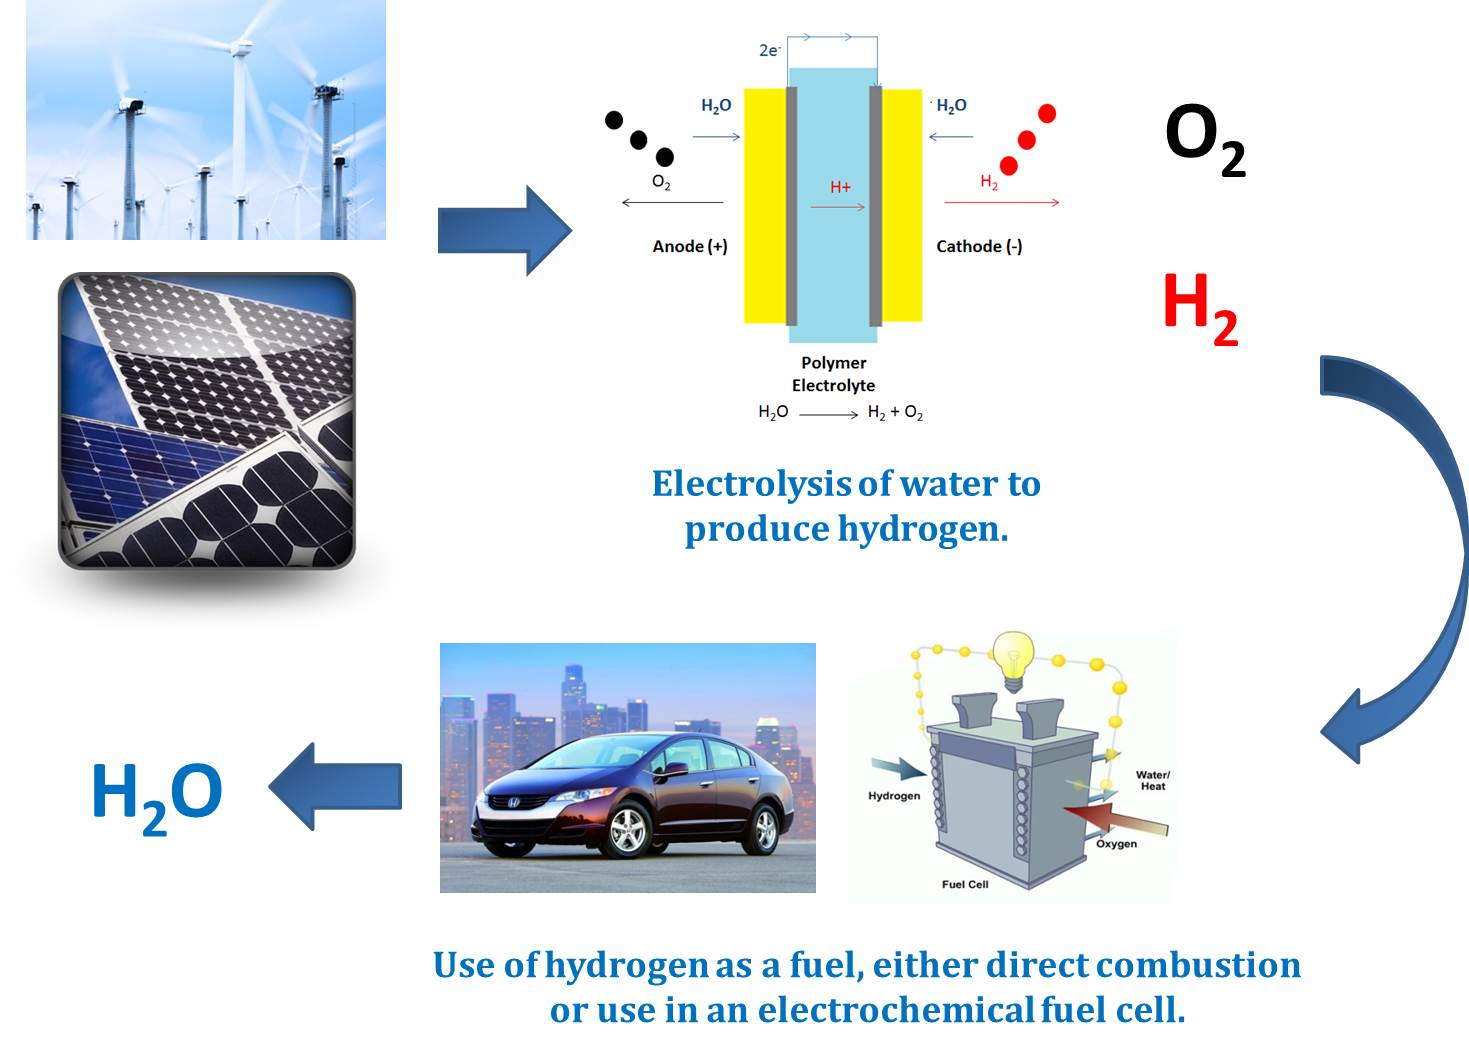 2e⁻
H₂O
H₂O
O₂
H+
H₂
Anode (+)
Cathode (-)
Polymer
Electrolyte
H₂O ⟶ H₂ + O₂
O₂
H₂
Electrolysis of water to
produce hydrogen.
Hydrogen
Water/
Heat
Oxygen
Fuel Cell
H₂O
Use of hydrogen as a fuel, either direct combustion
or use in an electrochemical fuel cell.